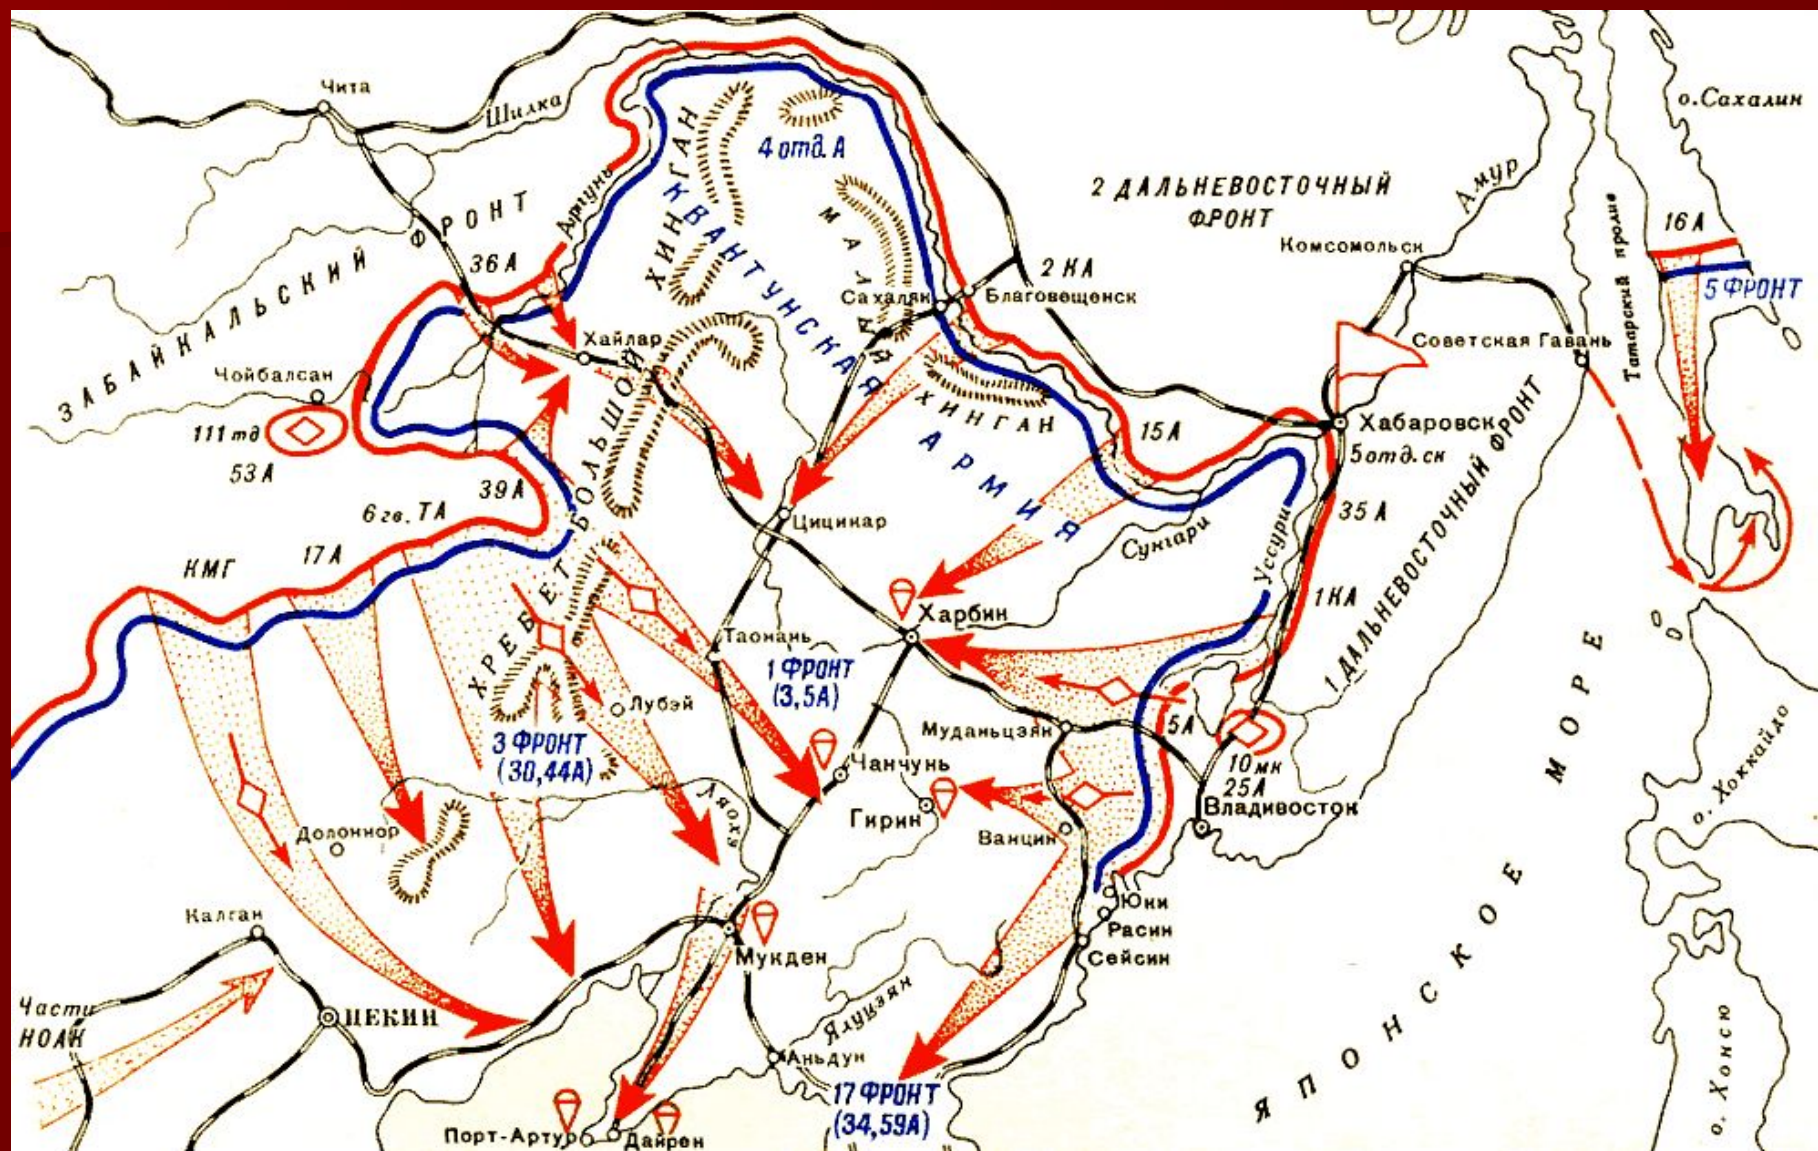 Чита
Шилка
о. Сахалин
4 отд. А
Аргунь
ЗАБАЙКАЛЬСКИЙ ФРОНТ
2 ДАЛЬНЕВОСТОЧНЫЙ
ФРОНТ
Амур
Татарский пролив
16 А
5 ФРОНТ
Комсомольск
36 А
2 КА
Сахалян
Благовещенск
КВАНТУНСКАЯ АРМИЯ
МАЛЫЙ ХИНГАН
ХРЕБЕТ БОЛЬШОЙ ХИНГАН
Хайлар
Советская Гавань
Чойбалсан
111 тд
53 А
Хабаровск
5 отд. ск
15 А
39 А
6 гв. ТА
35 А
17 А
КМГ
Цицикар
Сунгари
Уссури
1 ДАЛЬНЕВОСТОЧНЫЙ ФРОНТ
1 КА
Харбин
Таонань
1 ФРОНТ
(3,5А)
Лубэй
3 ФРОНТ
(30,44А)
Муданьцзян
5 А
10 мк
25 А
Чанчунь
Гирин
Ванцин
Владивосток
Ляохэ
Долоннор
о. Хоккайдо
ЯПОНСКОЕ МОРЕ
Юки
Расин
Сейсин
Калган
Мукден
Части
НОАК
ПЕКИН
Ялуцзян
Аньдун
17 ФРОНТ
(34,59А)
Порт-Артур
Дайрен
о. Хонсю